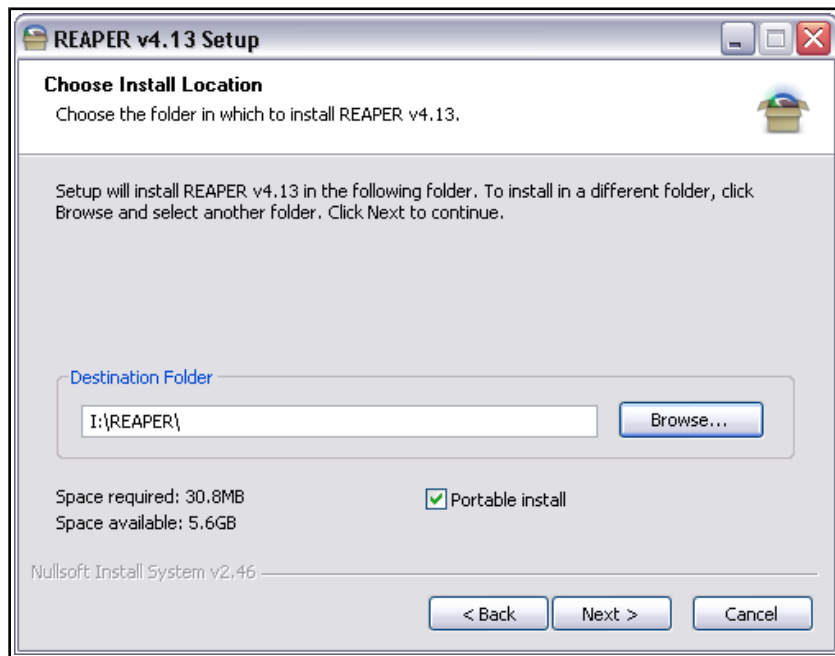 REAPER v4.13 Setup
Choose Install Location
Choose the folder in which to install REAPER v4.13.
Setup will install REAPER v4.13 in the following folder. To install in a different folder, click
Browse and select another folder. Click Next to continue.
Destination Folder
I:\REAPER\
Browse...
Space required: 30.8MB
Portable install
Space available: 5.6GB
Nullsoft Install System v2.46
< Back
Next >
Cancel